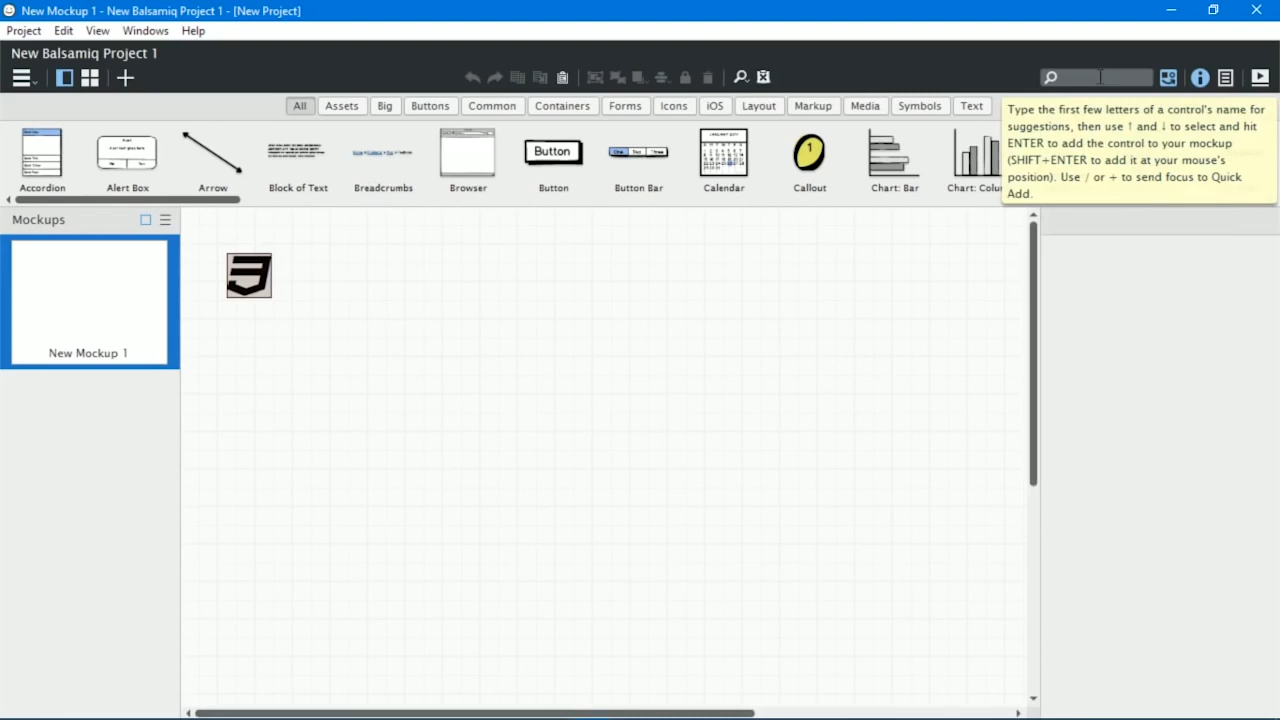 New Mockup 1 - New Balsamiq Project 1 - [New Project]
Project Edit View Windows Help
New Balsamiq Project 1
All Assets Big Buttons Common Containers Forms Icons iOS Layout Markup Media Symbols Text
Type the first few letters of a control's name for
suggestions, then use ↑ and ↓ to select and hit
ENTER to add the control to your mockup
(SHIFT+ENTER to add it at your mouse's
position). Use / or + to send focus to Quick
Add.
Button
1
Accordion Alert Box Arrow Block of Text Breadcrumbs Browser Button Button Bar Calendar Callout Chart: Bar Chart: Colu
Mockups
New Mockup 1